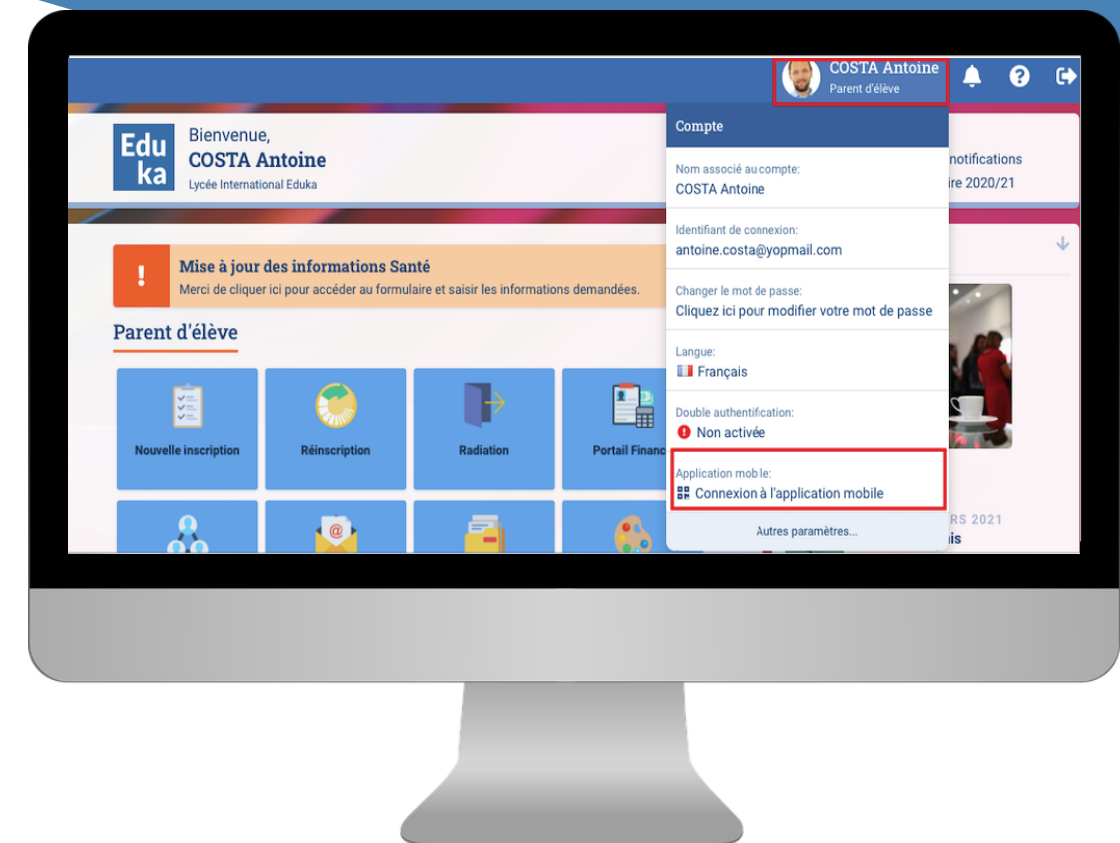 COSTA Antoine
Parent d'élève
Edu
ka
Bienvenue,
COSTA Antoine
Lycée International Eduka
notifications
2020/21
Compte
Nom associé au compte:
COSTA Antoine
Identifiant de connexion:
antoine.costa@yopmail.com
Changer le mot de passe:
Cliquez ici pour modifier votre mot de passe
Langue:
Français
Double authentification:
Non activée
Application mobile:
Connexion à l'application mobile
Autres paramètres...
!
Mise à jour des informations Santé
Merci de cliquer ici pour accéder au formulaire et saisir les informations demandées.
Parent d'élève
Nouvelle inscription
Réinscription
Radiation
Portail Financ
@
RS 2021